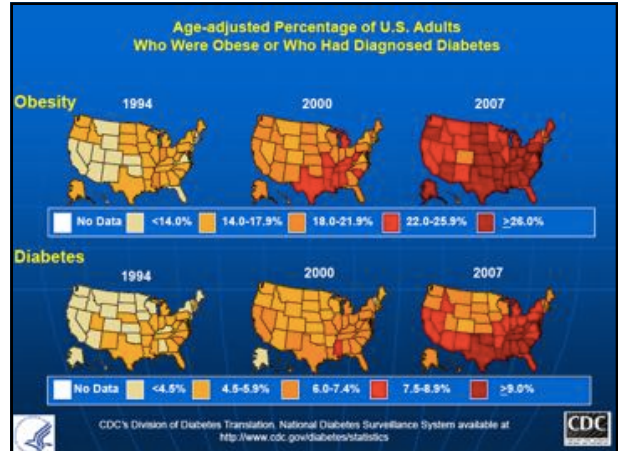 Age-adjusted Percentage of U.S. Adults
Who Were Obese or Who Had Diagnosed Diabetes
Obesity
1994 2000 2007
No Data <14.0% 14.0-17.9% 18.0-21.9% 22.0-25.9% ≥26.0%
Diabetes
1994 2000 2007
No Data <4.5% 4.5-5.9% 6.0-7.4% 7.5-8.9% ≥9.0%
CDC's Division of Diabetes Translation. National Diabetes Surveillance System available at
http://www.cdc.gov/diabetes/statistics
CDC